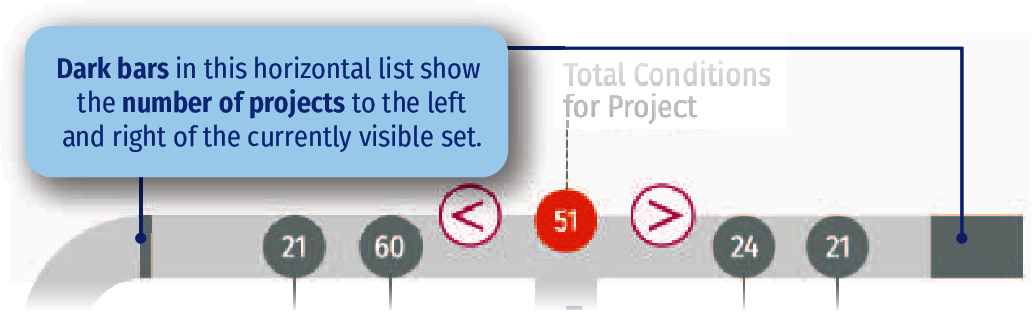 Dark bars in this horizontal list show
the number of projects to the left
and right of the currently visible set.
Total Conditions
for Project
< 51 >
21 60 24 21